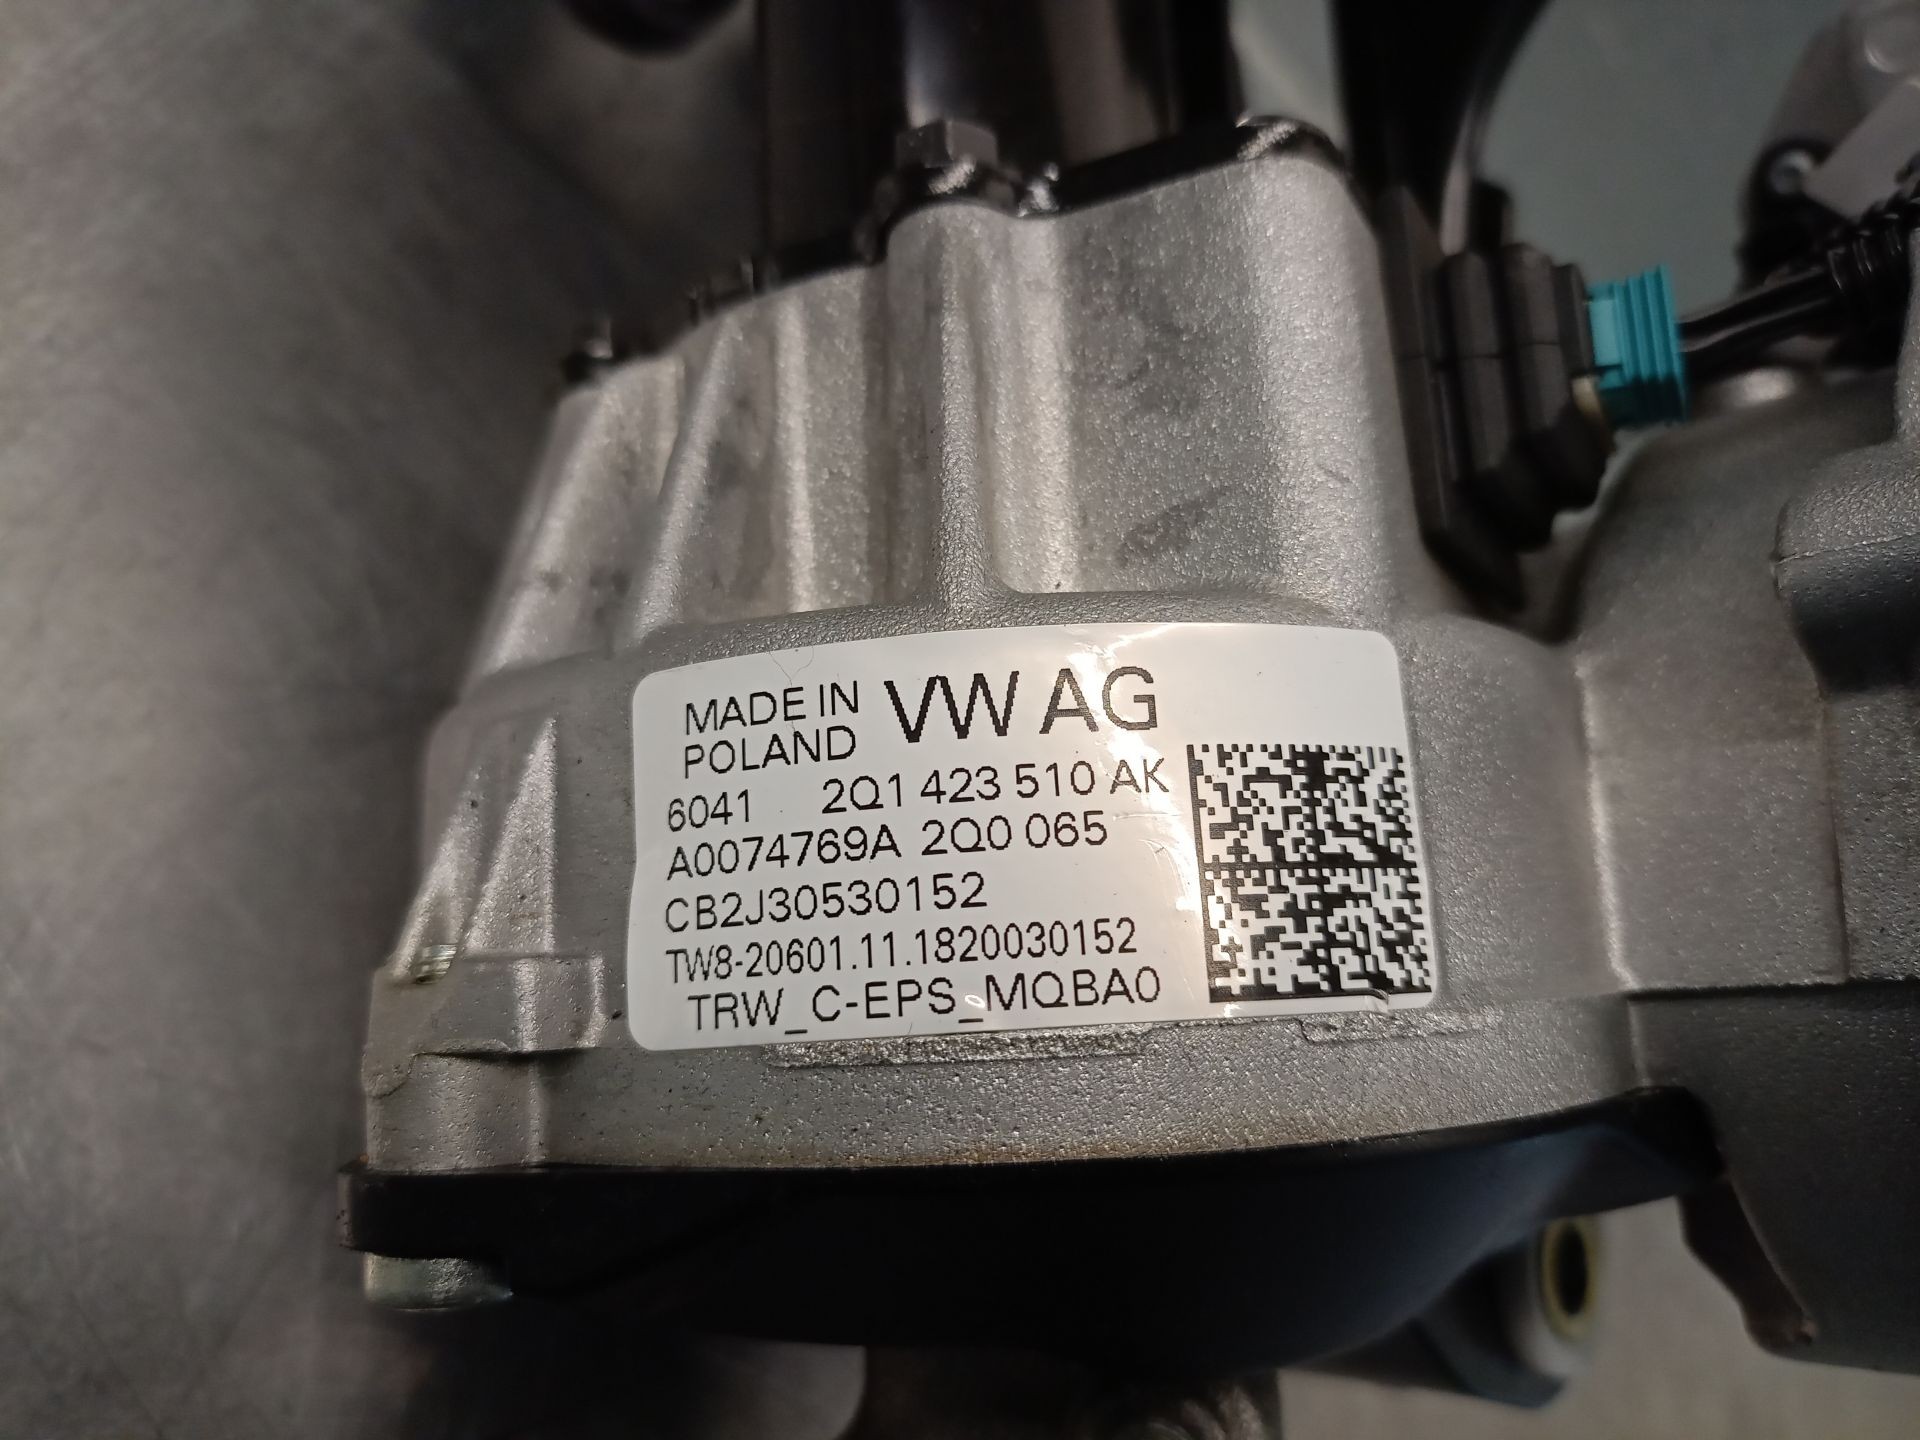 MADE IN VW AG
POLAND
6041 2Q1 423 510 AK
A0074769A 2Q0 065
CB2J30530152
TW8-20601.11.1820030152
TRW_C-EPS_MQBA0